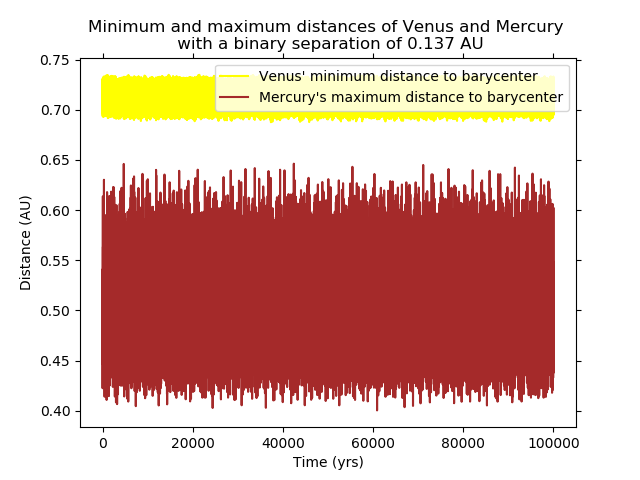 Minimum and maximum distances of Venus and Mercury
with a binary separation of 0.137 AU
Venus' minimum distance to barycenter
Mercury's maximum distance to barycenter
Distance (AU)
0.75
0.70
0.65
0.60
0.55
0.50
0.45
0.40
0 20000 40000 60000 80000 100000
Time (yrs)